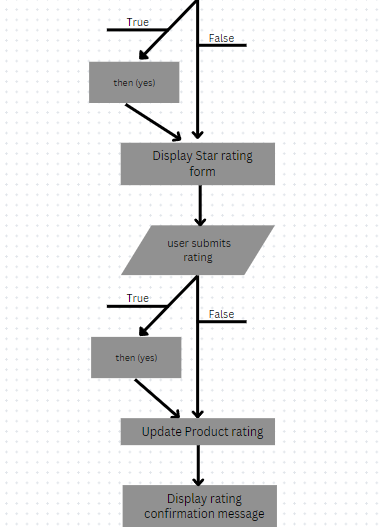 True
False
then (yes)
Display Star rating
form
user submits
rating
True
False
then (yes)
Update Product rating
Display rating
confirmation message